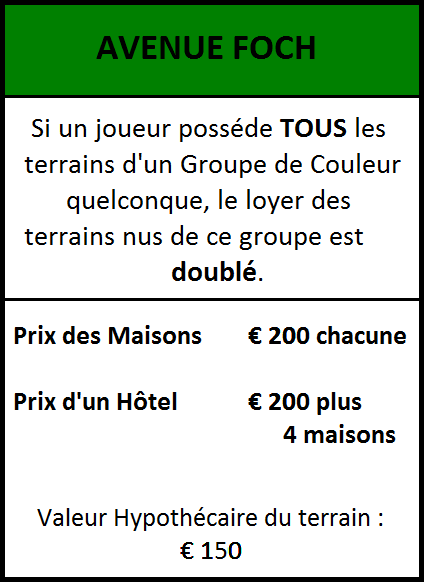 AVENUE FOCH
Si un joueur posséde TOUS les
terrains d'un Groupe de Couleur
quelconque, le loyer des
terrains nus de ce groupe est
doublé.
Prix des Maisons € 200 chacune
Prix d'un Hôtel € 200 plus
4 maisons
Valeur Hypothécaire du terrain :
€ 150